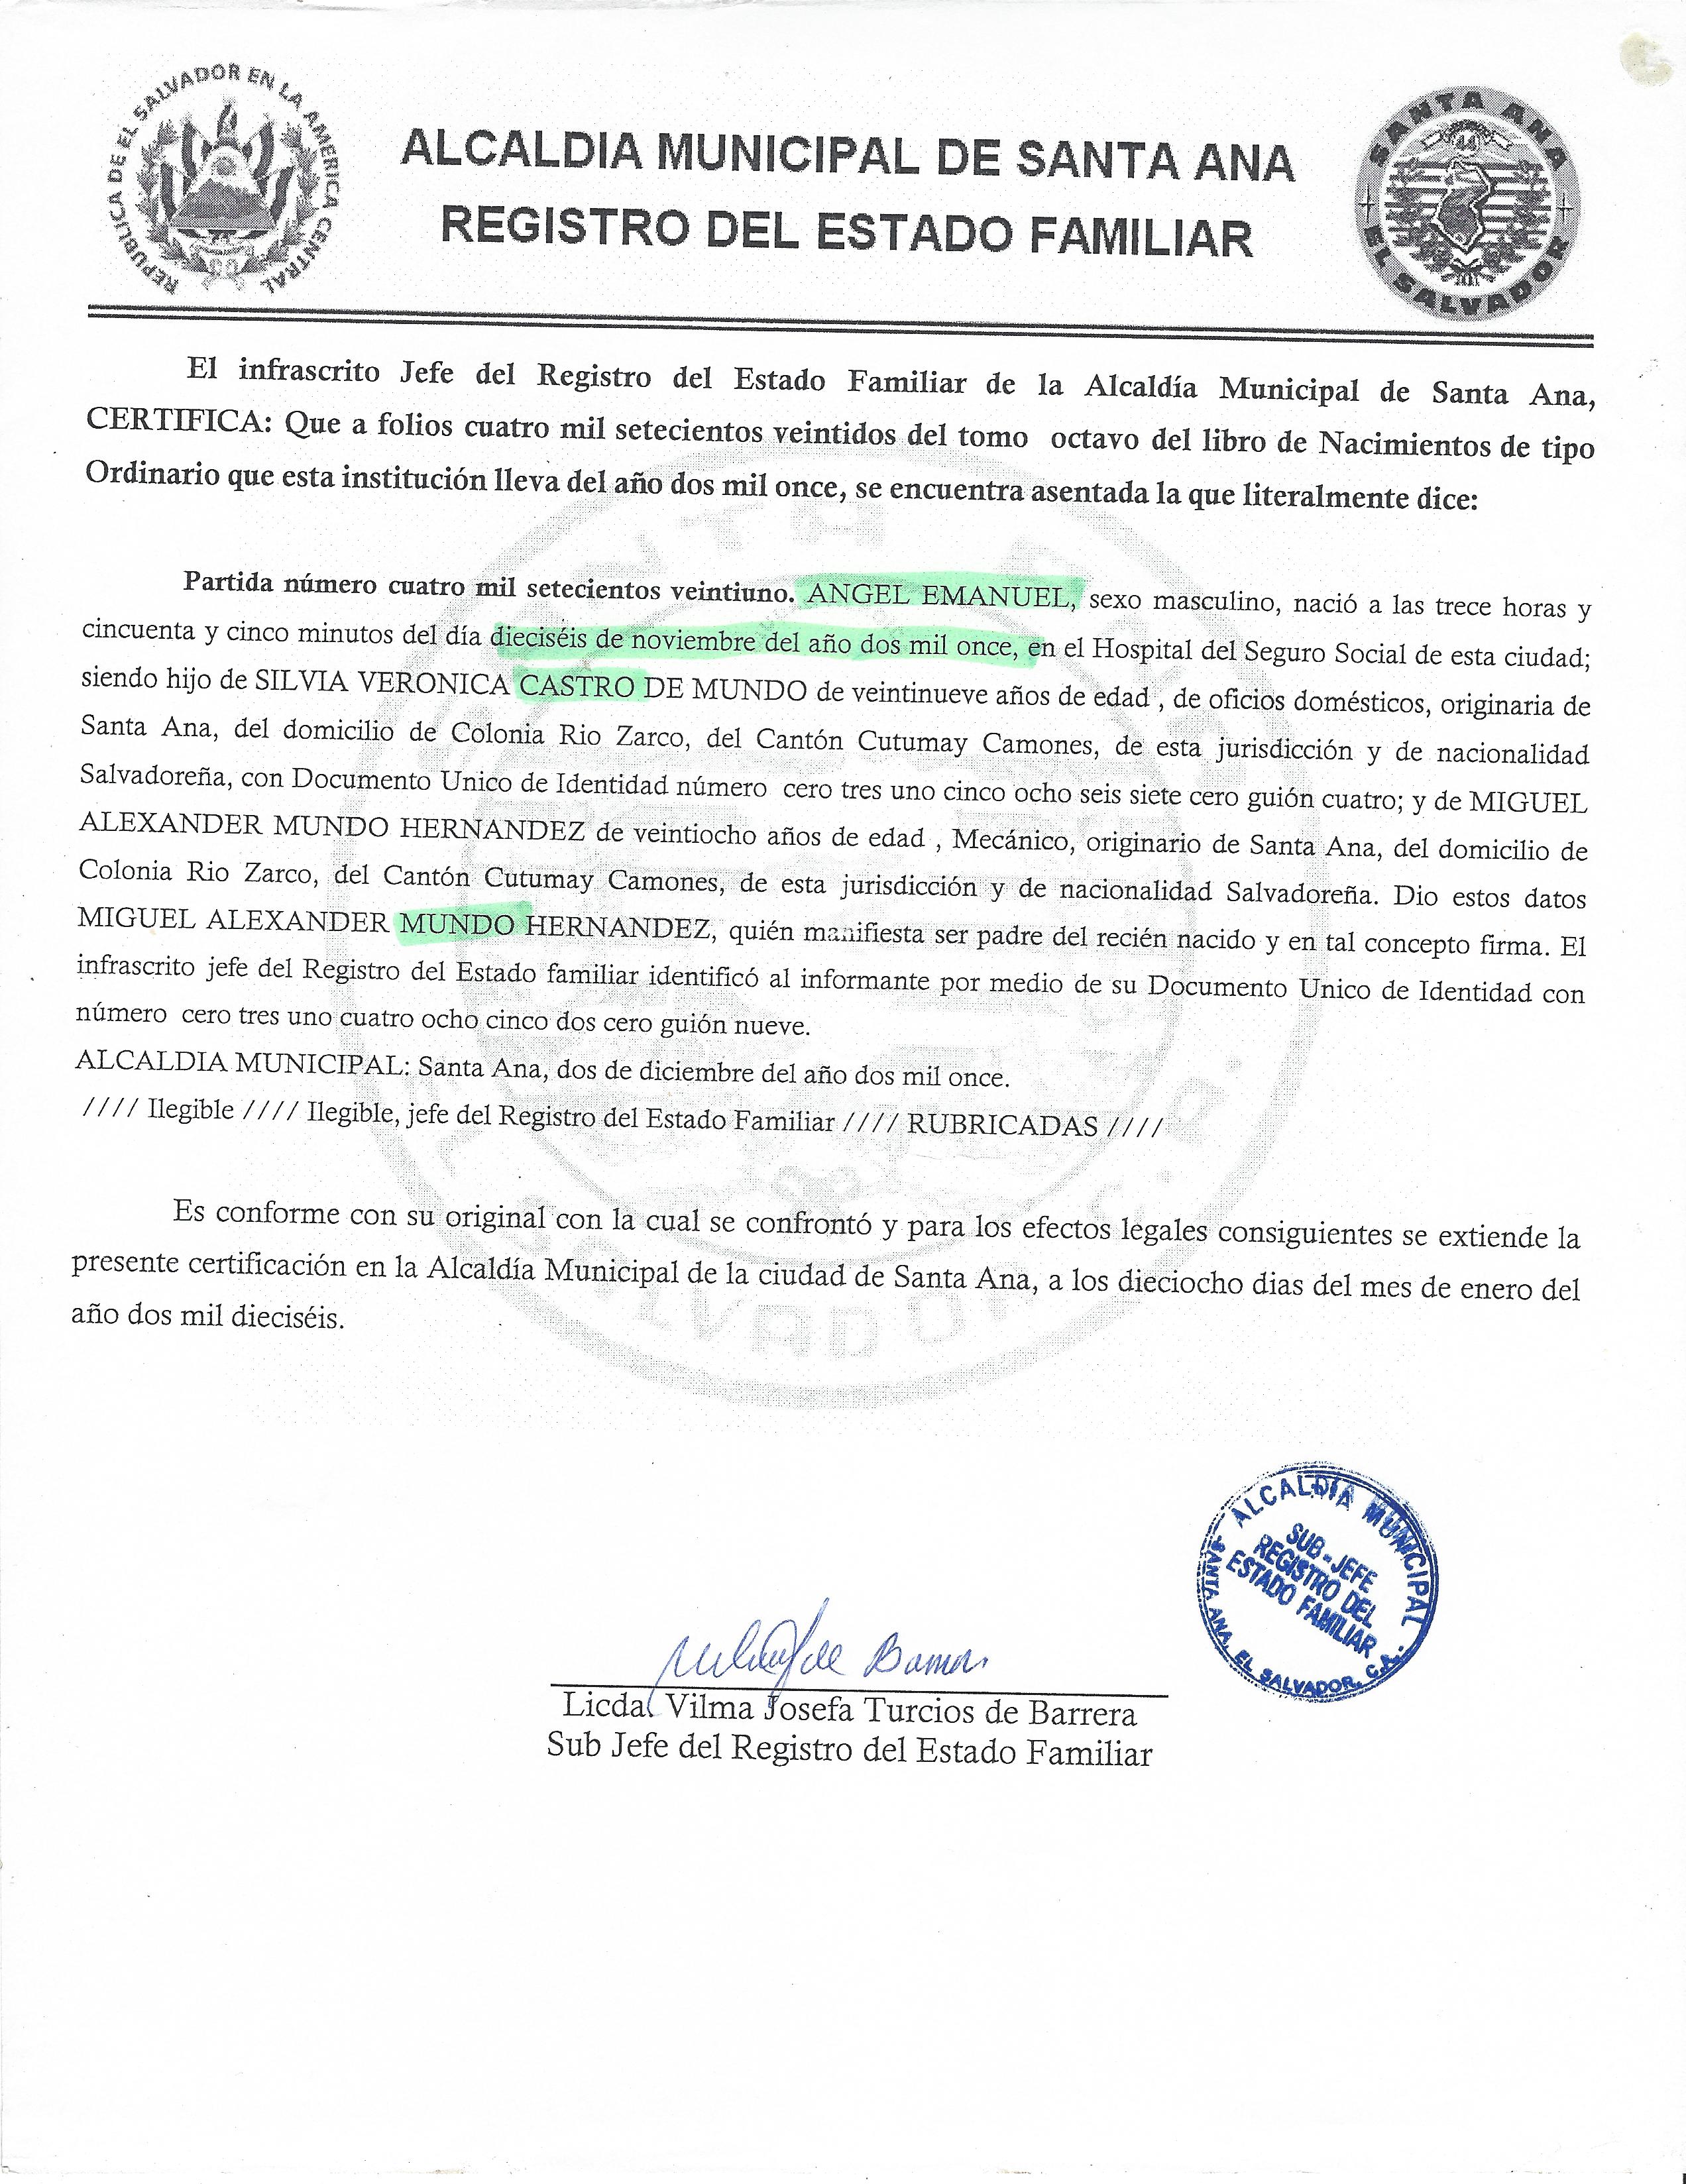 REPUBLICA DE EL SALVADOR EN LA AMERICA CENTRAL
ALCALDIA MUNICIPAL DE SANTA ANA
REGISTRO DEL ESTADO FAMILIAR
SANTA ANA
44
EL SALVADOR
El infrascrito Jefe del Registro del Estado Familiar de la Alcaldía Municipal de Santa Ana,
CERTIFICA: Que a folios cuatro mil setecientos veintidos del tomo octavo del libro de Nacimientos de tipo
Ordinario que esta institución lleva del año dos mil once, se encuentra asentada la que literalmente dice:
Partida número cuatro mil setecientos veintiuno. ANGEL EMANUEL, sexo masculino, nació a las trece horas y
cincuenta y cinco minutos del día dieciséis de noviembre del año dos mil once, en el Hospital del Seguro Social de esta ciudad;
siendo hijo de SILVIA VERONICA CASTRO DE MUNDO de veintinueve años de edad , de oficios domésticos, originaria de
Santa Ana, del domicilio de Colonia Rio Zarco, del Cantón Cutumay Camones, de esta jurisdicción y de nacionalidad
Salvadoreña, con Documento Unico de Identidad número cero tres uno cinco ocho seis siete cero guión cuatro; y de MIGUEL
ALEXANDER MUNDO HERNANDEZ de veintiocho años de edad , Mecánico, originario de Santa Ana, del domicilio de
Colonia Rio Zarco, del Cantón Cutumay Camones, de esta jurisdicción y de nacionalidad Salvadoreña. Dio estos datos
MIGUEL ALEXANDER MUNDO HERNANDEZ, quién manifiesta ser padre del recién nacido y en tal concepto firma. El
infrascrito jefe del Registro del Estado familiar identificó al informante por medio de su Documento Unico de Identidad con
número cero tres uno cuatro ocho cinco dos cero guión nueve.
ALCALDIA MUNICIPAL: Santa Ana, dos de diciembre del año dos mil once.
//// Ilegible //// Ilegible, jefe del Registro del Estado Familiar //// RUBRICADAS ////
Es conforme con su original con la cual se confrontó y para los efectos legales consiguientes se extiende la
presente certificación en la Alcaldía Municipal de la ciudad de Santa Ana, a los dieciocho dias del mes de enero del
año dos mil dieciséis.
ALCALDIA MUNICIPAL
SUB-JEFE
REGISTRO DEL
ESTADO FAMILIAR
SANTA ANA, EL SALVADOR, C.A.
Licda. Vilma Josefa Turcios de Barrera
Sub Jefe del Registro del Estado Familiar